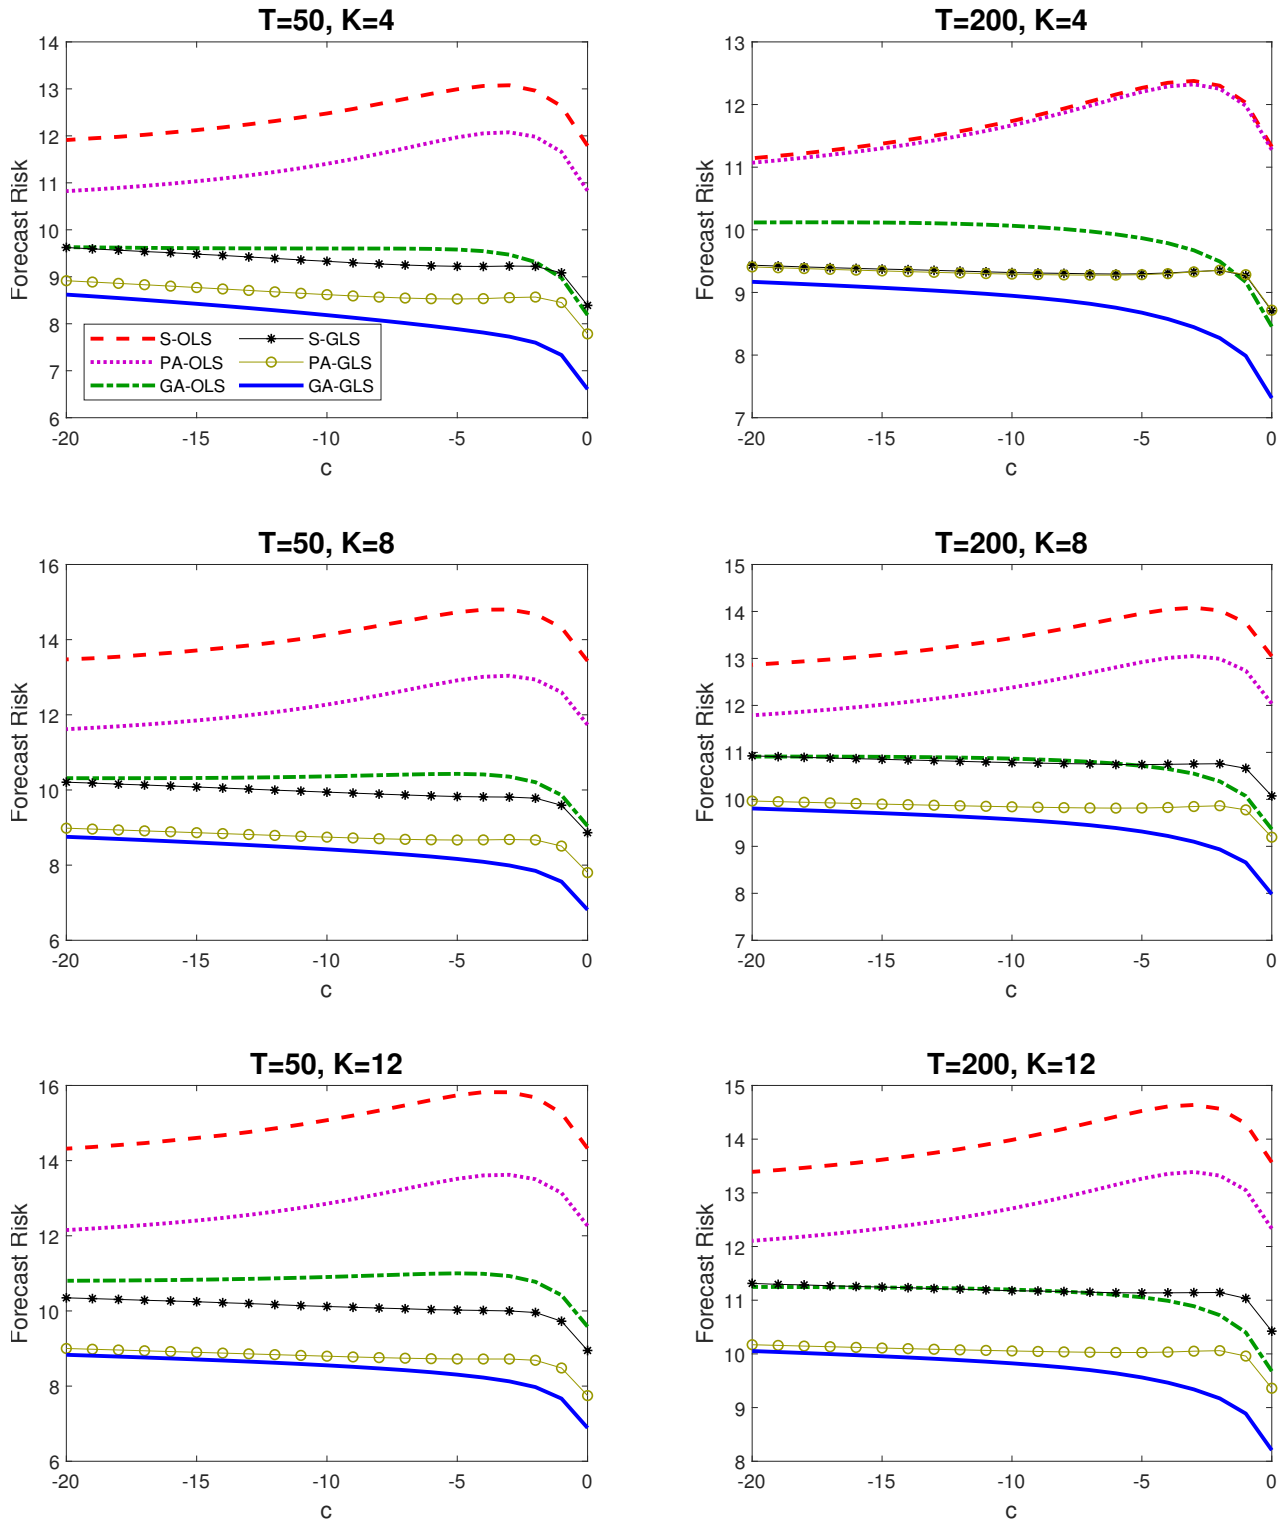 T=50, K=4
14
13
12
11
10
9
8
7
6
Forecast Risk
S-OLS
PA-OLS
GA-OLS
S-GLS
PA-GLS
GA-GLS
-20 -15 -10 -5 0
c
T=200, K=4
13
12
11
10
9
8
7
Forecast Risk
-20 -15 -10 -5 0
c
T=50, K=8
16
14
12
10
8
6
Forecast Risk
-20 -15 -10 -5 0
c
T=200, K=8
15
14
13
12
11
10
9
8
7
Forecast Risk
-20 -15 -10 -5 0
c
T=50, K=12
16
14
12
10
8
6
Forecast Risk
-20 -15 -10 -5 0
c
T=200, K=12
15
14
13
12
11
10
9
8
Forecast Risk
-20 -15 -10 -5 0
c